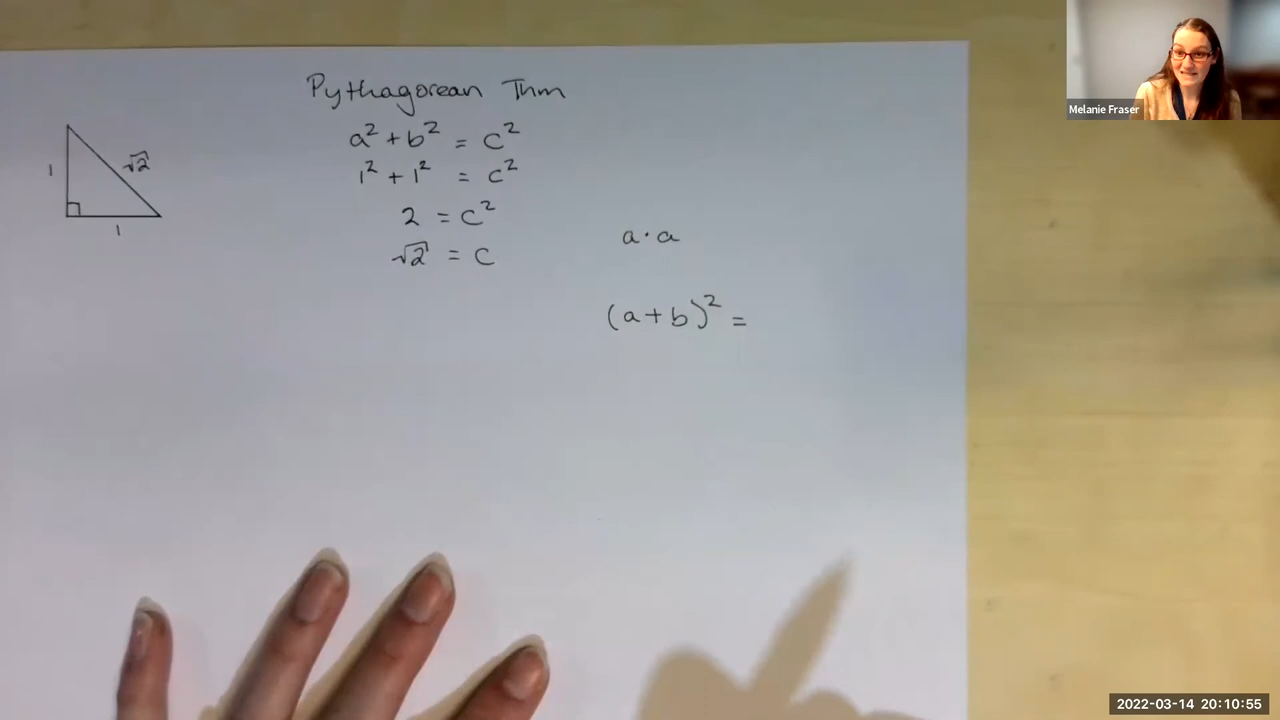 Pythagorean Thm
a² + b² = c²
1² + 1² = c²
2 = c²
√2 = c
1
√2
1
a · a
(a + b)² =
Melanie Fraser
2022-03-14 20:10:55